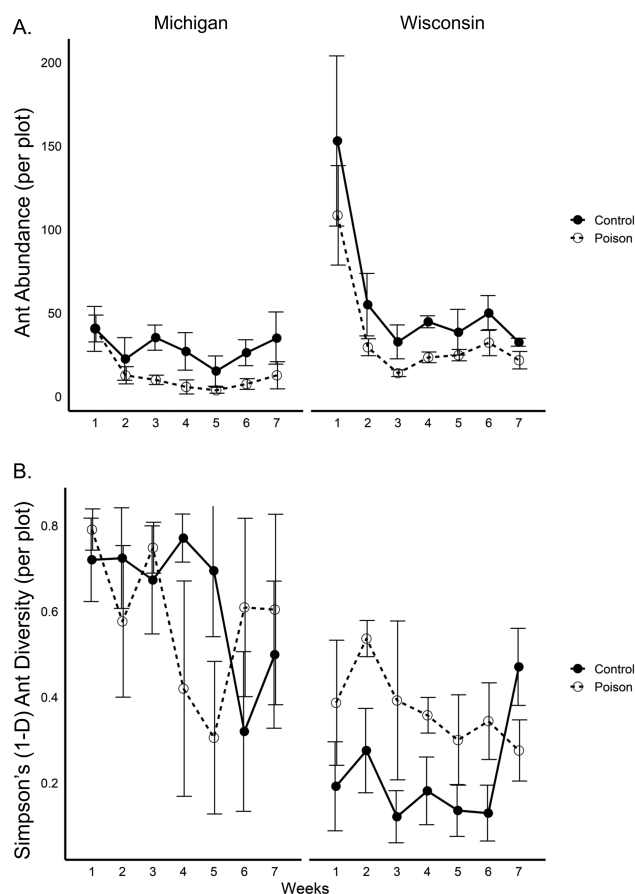 A.
Michigan
Wisconsin
Ant Abundance (per plot)
200
150
100
50
0
1 2 3 4 5 6 7
1 2 3 4 5 6 7
Control
Poison
B.
Simpson's (1-D) Ant Diversity (per plot)
0.8
0.6
0.4
0.2
1 2 3 4 5 6 7
1 2 3 4 5 6 7
Weeks
Control
Poison